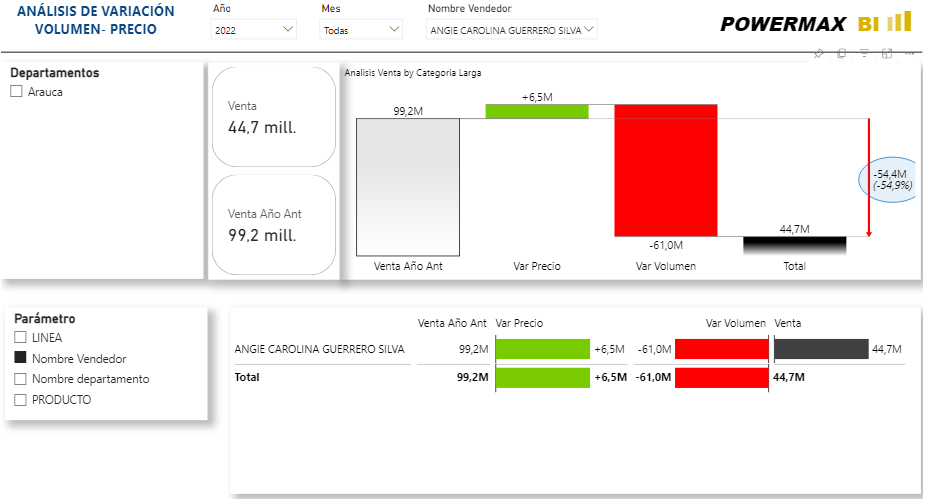 ANÁLISIS DE VARIACIÓN
VOLUMEN- PRECIO
Año
2022
Mes
Todas
Nombre Vendedor
ANGIE CAROLINA GUERRERO SILVA
POWERMAX BI
Departamentos
Arauca
Venta
44,7 mill.
Venta Año Ant
99,2 mill.
Analisis Venta by Categoria Larga
99,2M
+6,5M
-61,0M
44,7M
-54,4M
(-54,9%)
Venta Año Ant
Var Precio
Var Volumen
Total
Parámetro
LINEA
Nombre Vendedor
Nombre departamento
PRODUCTO
Venta Año Ant Var Precio Var Volumen Venta
ANGIE CAROLINA GUERRERO SILVA 99,2M +6,5M -61,0M 44,7M
Total 99,2M +6,5M -61,0M 44,7M